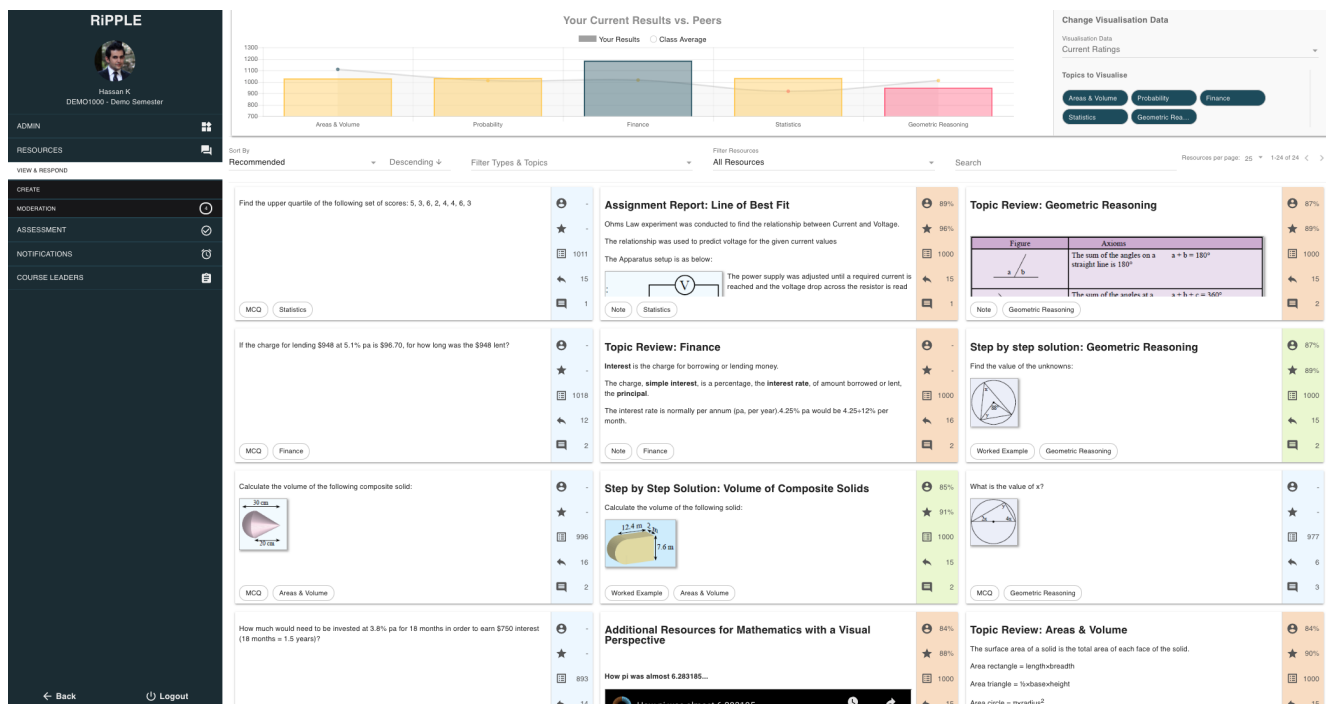 RiPPLE
Hassan K
DEMO1000 - Demo Semester
ADMIN
RESOURCES
VIEW & RESPOND
CREATE
MODERATION 4
ASSESSMENT
NOTIFICATIONS
COURSE LEADERS
Back
Logout
Your Current Results vs. Peers
Your Results Class Average
1300
1200
1100
1000
900
800
700
Areas & Volume Probability Finance Statistics Geometric Reasoning
Change Visualisation Data
Visualisation Data
Current Ratings
Topics to Visualise
Areas & Volume Probability Finance
Statistics Geometric Rea...
Sort By
Recommended Descending Filter Types & Topics
Filter Resources
All Resources
Search
Resources per page: 25 1-24 of 24
Find the upper quartile of the following set of scores: 5, 3, 6, 2, 4, 4, 6, 3
-
-
1011
15
1
MCQ Statistics
Assignment Report: Line of Best Fit
Ohms Law experiment was conducted to find the relationship between Current and Voltage.
The relationship was used to predict voltage for the given current values
The Apparatus setup is as below:
V
The power supply was adjusted until a required current is
reached and the voltage drop across the resistor is read
89%
96%
1000
15
1
Note Statistics
Topic Review: Geometric Reasoning
Figure Axioms
a b
The sum of the angles on a a + b = 180°
straight line is 180°
The sum of the angles at a a + b + c = 360°
87%
89%
1000
15
2
Note Geometric Reasoning
If the charge for lending $948 at 5.1% pa is $96.70, for how long was the $948 lent?
-
-
1018
12
2
MCQ Finance
Topic Review: Finance
Interest is the charge for borrowing or lending money.
The charge, simple interest, is a percentage, the interest rate, of amount borrowed or lent,
the principal.
The interest rate is normally per annum (pa, per year).4.25% pa would be 4.25÷12% per
month.
-
-
1000
16
2
Note Finance
Step by step solution: Geometric Reasoning
Find the value of the unknowns:
x
y
87%
89%
1000
15
2
Worked Example Geometric Reasoning
Calculate the volume of the following composite solid:
30 cm
20 cm
-
-
996
16
2
MCQ Areas & Volume
Step by Step Solution: Volume of Composite Solids
Calculate the volume of the following solid:
12.4 m
7.6 m
85%
91%
1000
15
2
Worked Example Areas & Volume
What is the value of x?
y
2x 4x
-
-
977
6
3
MCQ Geometric Reasoning
How much would need to be invested at 3.8% pa for 18 months in order to earn $750 interest
(18 months = 1.5 years)?
-
-
893
14
Additional Resources for Mathematics with a Visual
Perspective
How pi was almost 6.283185...
How pi was almost 6.283185
84%
88%
1000
15
Topic Review: Areas & Volume
The surface area of a solid is the total area of each face of the solid.
Area rectangle = length×breadth
Area triangle = ½×base×height
Area circle = π×radius²
84%
90%
1000
15